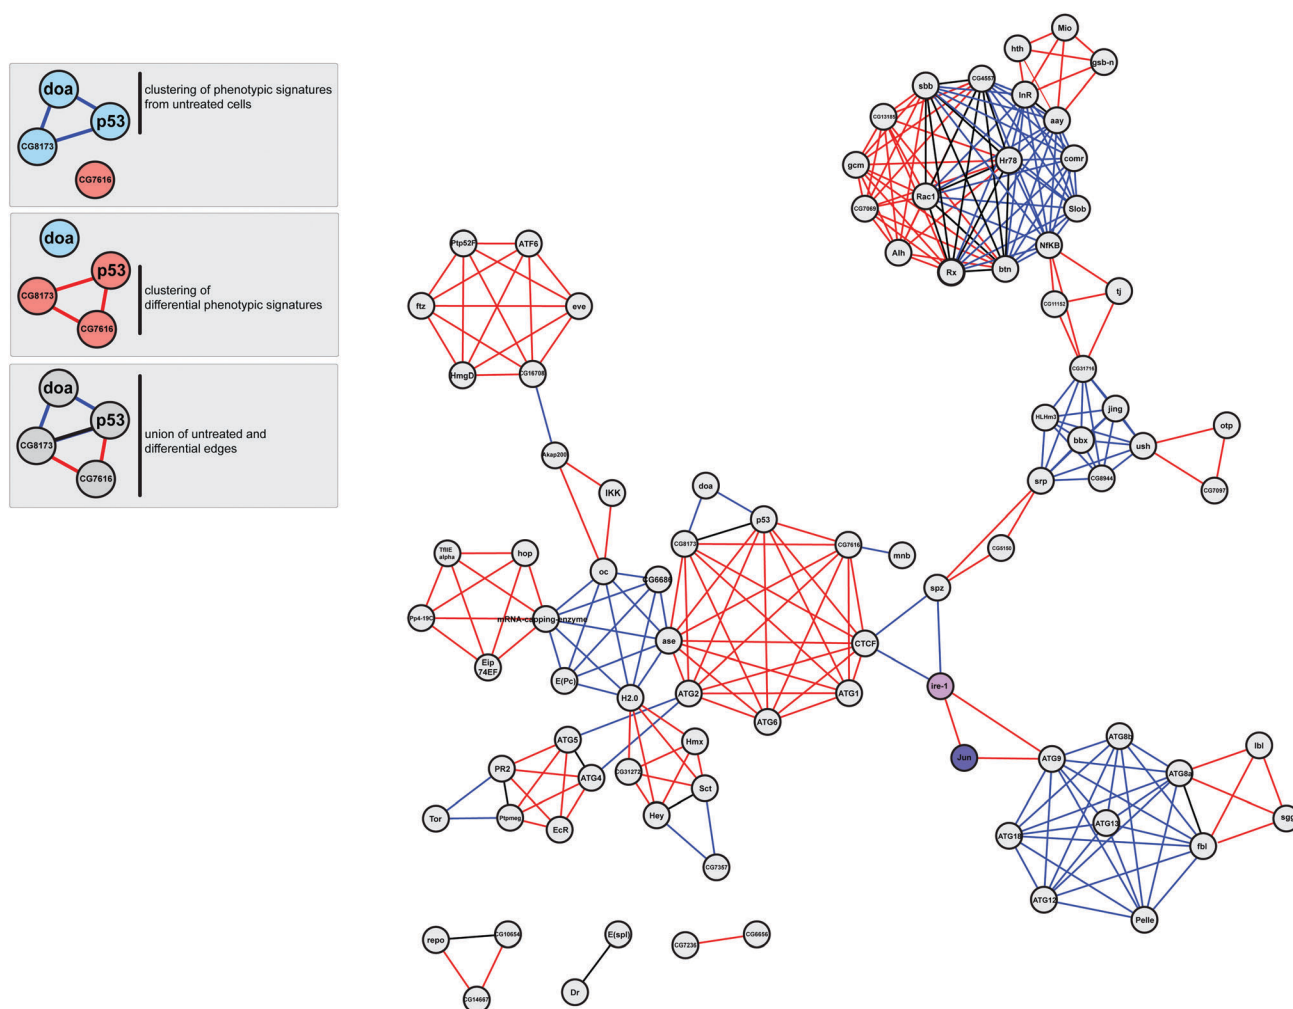 doa
p53
CG8173
CG7616
clustering of phenotypic signatures
from untreated cells
doa
p53
CG8173
CG7616
clustering of
differential phenotypic signatures
doa
p53
CG8173
CG7616
union of untreated and
differential edges
Mio
hth
gsb-n
CG4557
sbb
InR
CG13185
aay
Hr78
comr
gcm
Rac1
Slob
CG7069
NfKB
Alh
Rx
btn
tj
CG11152
Ptp52F
ATF6
ftz
eve
HmgD
CG16708
CG31716
jing
HLHm3
otp
bbx
ush
srp
CG8944
CG7097
Akap200
IKK
doa
p53
CG8173
CG7616
mnb
CG5180
TfIIE
alpha
hop
oc
CG6686
spz
Pp4-19C
mRNA-capping-enzyme
ase
CTCF
Eip
74EF
E(Pc)
H2.0
ATG2
ATG1
ire-1
ATG6
ATG5
Hmx
ATG8b
lbl
Jun
ATG9
PR2
ATG4
CG31272
Sct
ATG8a
Tor
Ptpmeg
EcR
Hey
ATG13
sgg
ATG18
fbl
CG7357
ATG12
Pelle
repo
CG10654
E(spl)
CG7236
CG6656
CG14667
Dr